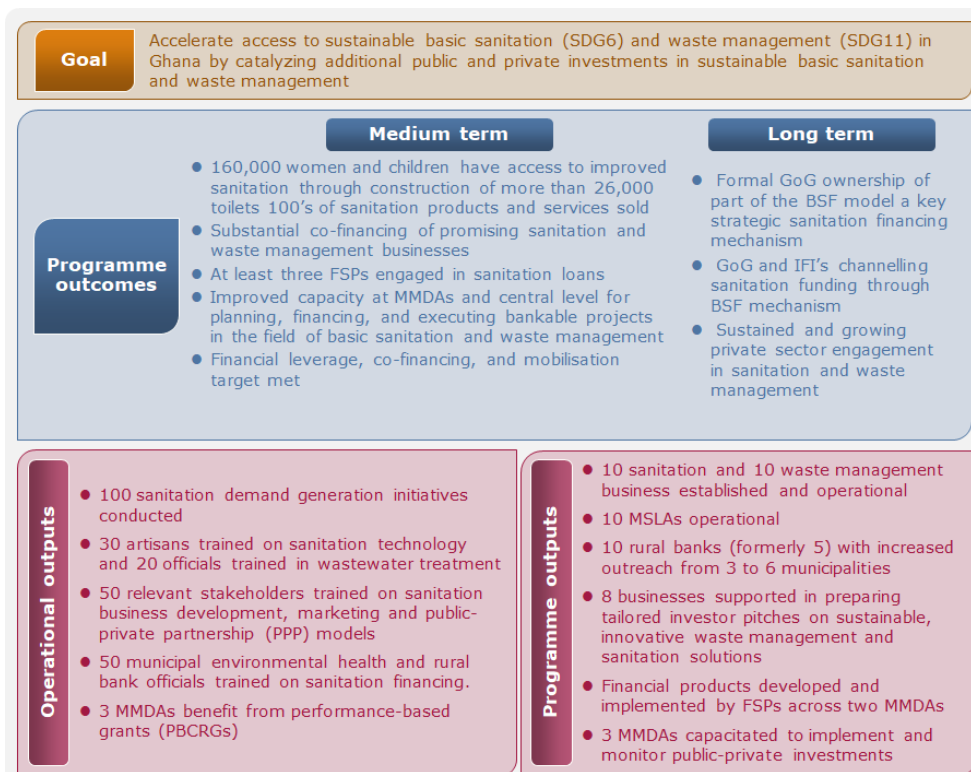 Goal
Accelerate access to sustainable basic sanitation (SDG6) and waste management (SDG11) in
Ghana by catalyzing additional public and private investments in sustainable basic sanitation
and waste management
Programme
outcomes
Medium term
● 160,000 women and children have access to improved
sanitation through construction of more than 26,000
toilets 100's of sanitation products and services sold
● Substantial co-financing of promising sanitation and
waste management businesses
● At least three FSPs engaged in sanitation loans
● Improved capacity at MMDAs and central level for
planning, financing, and executing bankable projects
in the field of basic sanitation and waste management
● Financial leverage, co-financing, and mobilisation
target met
Long term
● Formal GoG ownership of
part of the BSF model a key
strategic sanitation financing
mechanism
● GoG and IFI's channelling
sanitation funding through
BSF mechanism
● Sustained and growing
private sector engagement
in sanitation and waste
management
Operational outputs
● 100 sanitation demand generation initiatives
conducted
● 30 artisans trained on sanitation technology
and 20 officials trained in wastewater treatment
● 50 relevant stakeholders trained on sanitation
business development, marketing and public-
private partnership (PPP) models
● 50 municipal environmental health and rural
bank officials trained on sanitation financing.
● 3 MMDAs benefit from performance-based
grants (PBCRGs)
Programme outputs
● 10 sanitation and 10 waste management
business established and operational
● 10 MSLAs operational
● 10 rural banks (formerly 5) with increased
outreach from 3 to 6 municipalities
● 8 businesses supported in preparing
tailored investor pitches on sustainable,
innovative waste management and
sanitation solutions
● Financial products developed and
implemented by FSPs across two MMDAs
● 3 MMDAs capacitated to implement and
monitor public-private investments